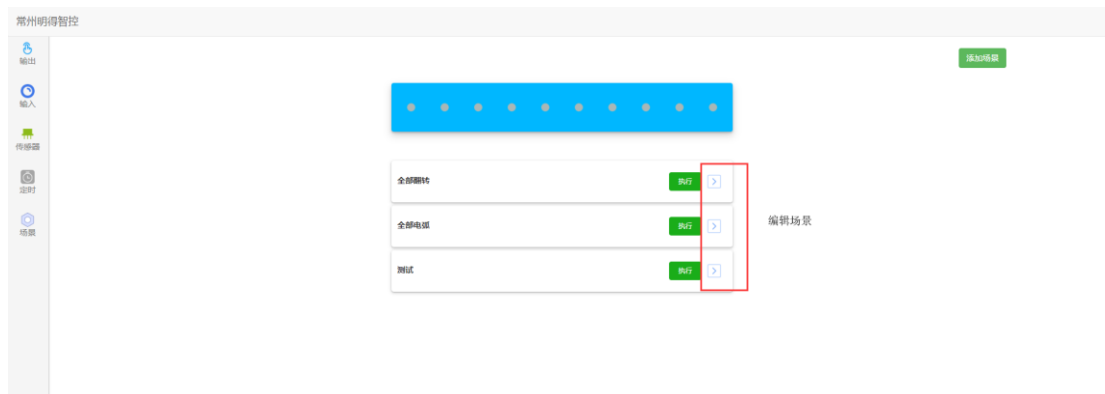 常州明得智控
输出
输入
传感器
定时
场景
添加场景
全部翻转
执行
全部电弧
执行
测试
执行
编辑场景